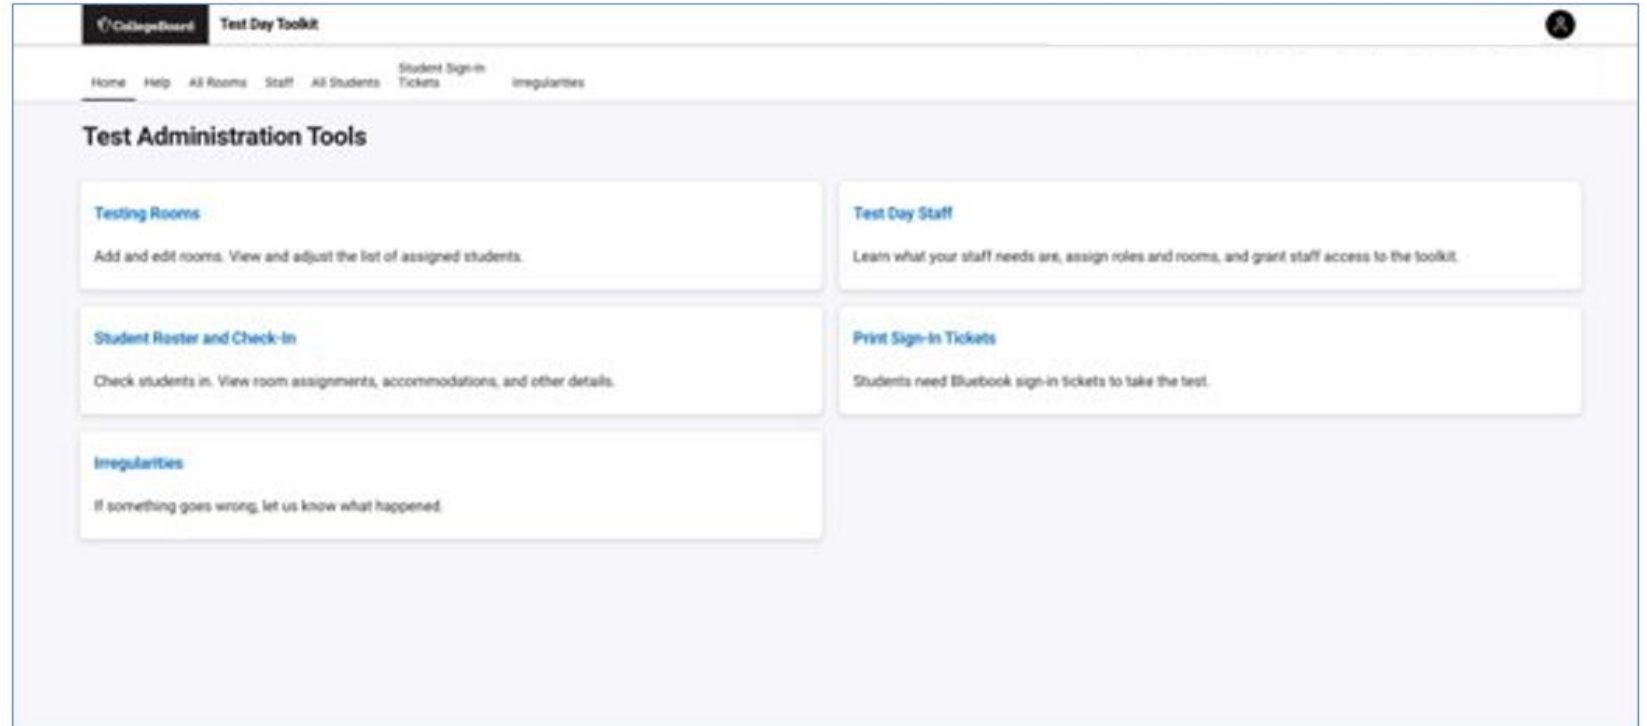 CollegeBoard Test Day Toolkit
Home Help All Rooms Staff All Students Student Sign-In Tickets Irregularities
Test Administration Tools
Testing Rooms
Add and edit rooms. View and adjust the list of assigned students.
Test Day Staff
Learn what your staff needs are, assign roles and rooms, and grant staff access to the toolkit.
Student Roster and Check-In
Check students in. View room assignments, accommodations, and other details.
Print Sign-In Tickets
Students need Bluebook sign-in tickets to take the test.
Irregularities
If something goes wrong, let us know what happened.